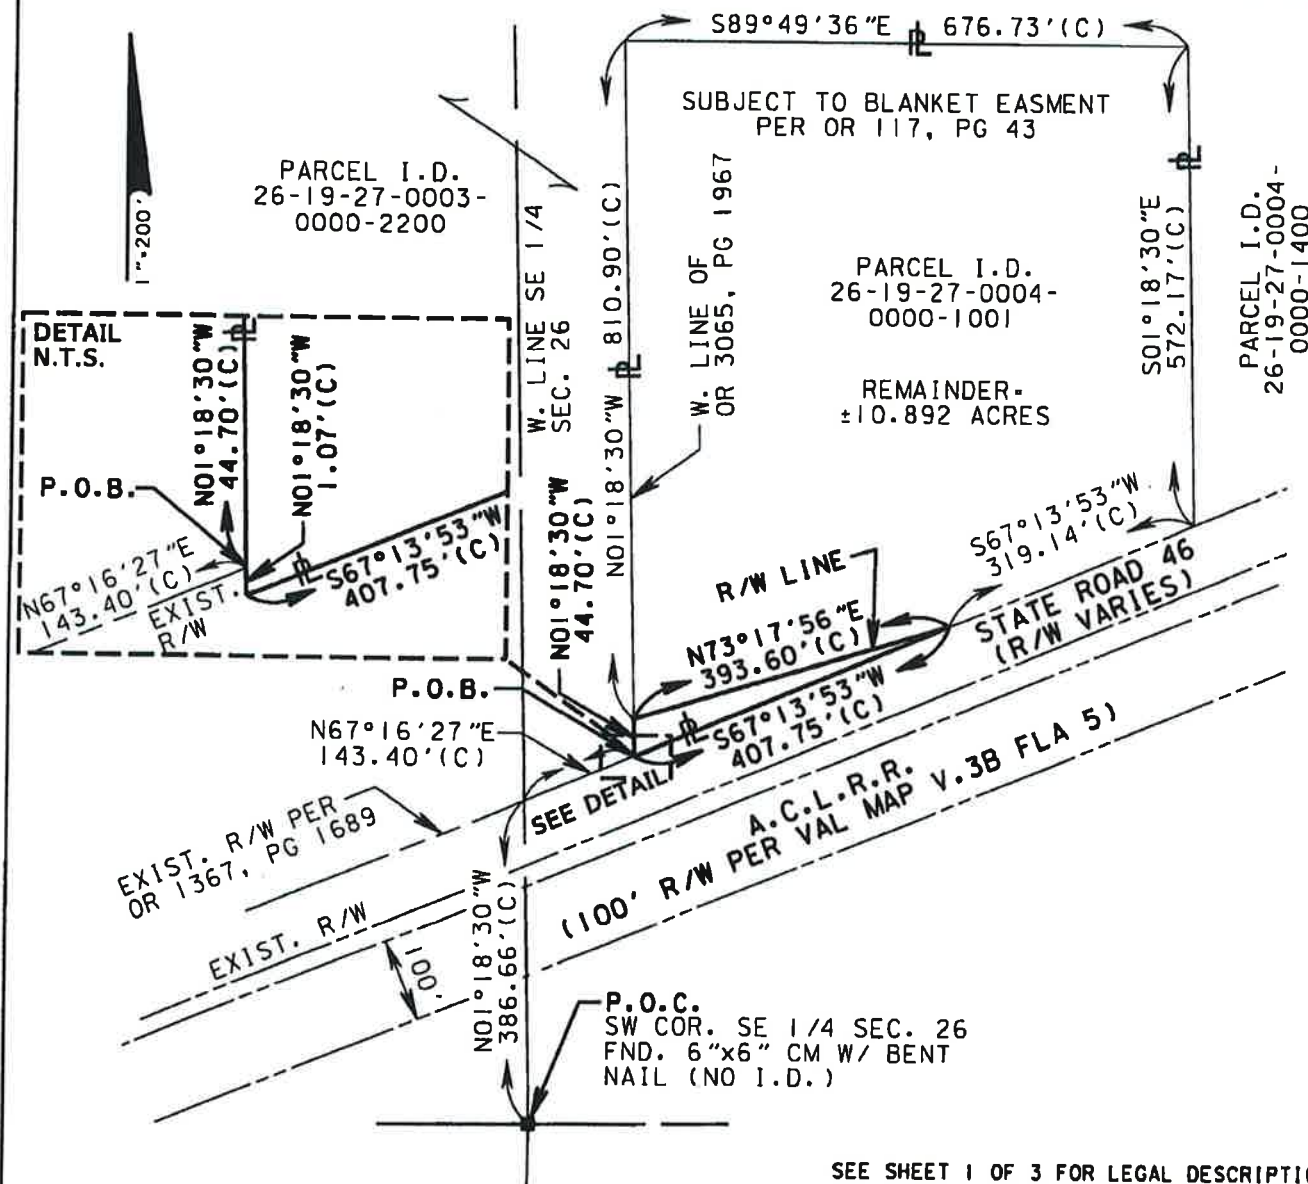 S89°49'36"E 676.73'(C)
SUBJECT TO BLANKET EASMENT
PER OR 117, PG 43
1"=200'
PARCEL I.D.
26-19-27-0003-
0000-2200
W. LINE SE 1/4
SEC. 26
N01°18'30"W 810.90'(C)
W. LINE OF
OR 3065, PG 1967
PARCEL I.D.
26-19-27-0004-
0000-1001
REMAINDER=
±10.892 ACRES
S01°18'30"E
572.17'(C)
PARCEL I.D.
26-19-27-0004-
0000-1400
DETAIL
N.T.S.
N01°18'30"W
44.70'(C)
N01°18'30"W
1.07'(C)
P.O.B.
N67°16'27"E
143.40'(C)
EXIST.
R/W
S67°13'53"W
407.75'(C)
N01°18'30"W
44.70'(C)
S67°13'53"W
319.14'(C)
R/W LINE
N73°17'56"E
393.60'(C)
STATE ROAD 46
(R/W VARIES)
P.O.B.
S67°13'53"W
407.75'(C)
N67°16'27"E
143.40'(C)
SEE DETAIL
EXIST. R/W PER
OR 1367, PG 1689
A.C.L.R.R.
(100' R/W PER VAL MAP V.3B FLA 5)
EXIST. R/W
100'
N01°18'30"W
386.66'(C)
P.O.C.
SW COR. SE 1/4 SEC. 26
FND. 6"x6" CM W/ BENT
NAIL (NO I.D.)
SEE SHEET 1 OF 3 FOR LEGAL DESCRIPTI